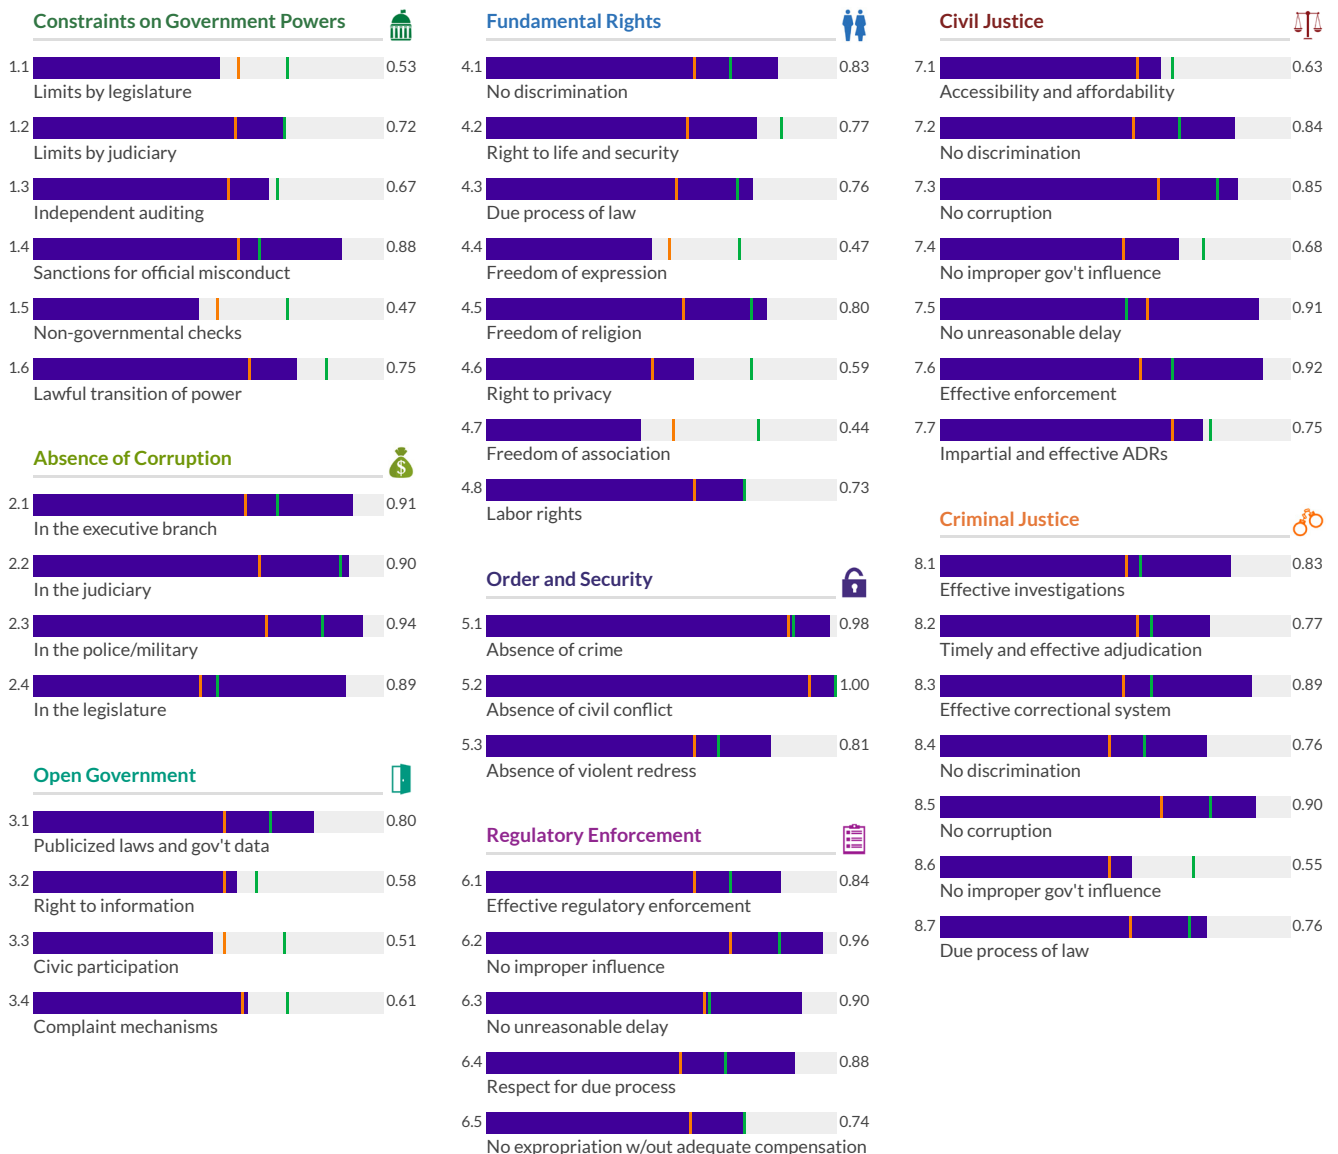 Constraints on Government Powers
1.1 0.53
Limits by legislature
1.2 0.72
Limits by judiciary
1.3 0.67
Independent auditing
1.4 0.88
Sanctions for official misconduct
1.5 0.47
Non-governmental checks
1.6 0.75
Lawful transition of power
Absence of Corruption
$
2.1 0.91
In the executive branch
2.2 0.90
In the judiciary
2.3 0.94
In the police/military
2.4 0.89
In the legislature
Open Government
3.1 0.80
Publicized laws and gov't data
3.2 0.58
Right to information
3.3 0.51
Civic participation
3.4 0.61
Complaint mechanisms
Fundamental Rights
4.1 0.83
No discrimination
4.2 0.77
Right to life and security
4.3 0.76
Due process of law
4.4 0.47
Freedom of expression
4.5 0.80
Freedom of religion
4.6 0.59
Right to privacy
4.7 0.44
Freedom of association
4.8 0.73
Labor rights
Order and Security
5.1 0.98
Absence of crime
5.2 1.00
Absence of civil conflict
5.3 0.81
Absence of violent redress
Regulatory Enforcement
6.1 0.84
Effective regulatory enforcement
6.2 0.96
No improper influence
6.3 0.90
No unreasonable delay
6.4 0.88
Respect for due process
6.5 0.74
No expropriation w/out adequate compensation
Civil Justice
7.1 0.63
Accessibility and affordability
7.2 0.84
No discrimination
7.3 0.85
No corruption
7.4 0.68
No improper gov't influence
7.5 0.91
No unreasonable delay
7.6 0.92
Effective enforcement
7.7 0.75
Impartial and effective ADRs
Criminal Justice
8.1 0.83
Effective investigations
8.2 0.77
Timely and effective adjudication
8.3 0.89
Effective correctional system
8.4 0.76
No discrimination
8.5 0.90
No corruption
8.6 0.55
No improper gov't influence
8.7 0.76
Due process of law